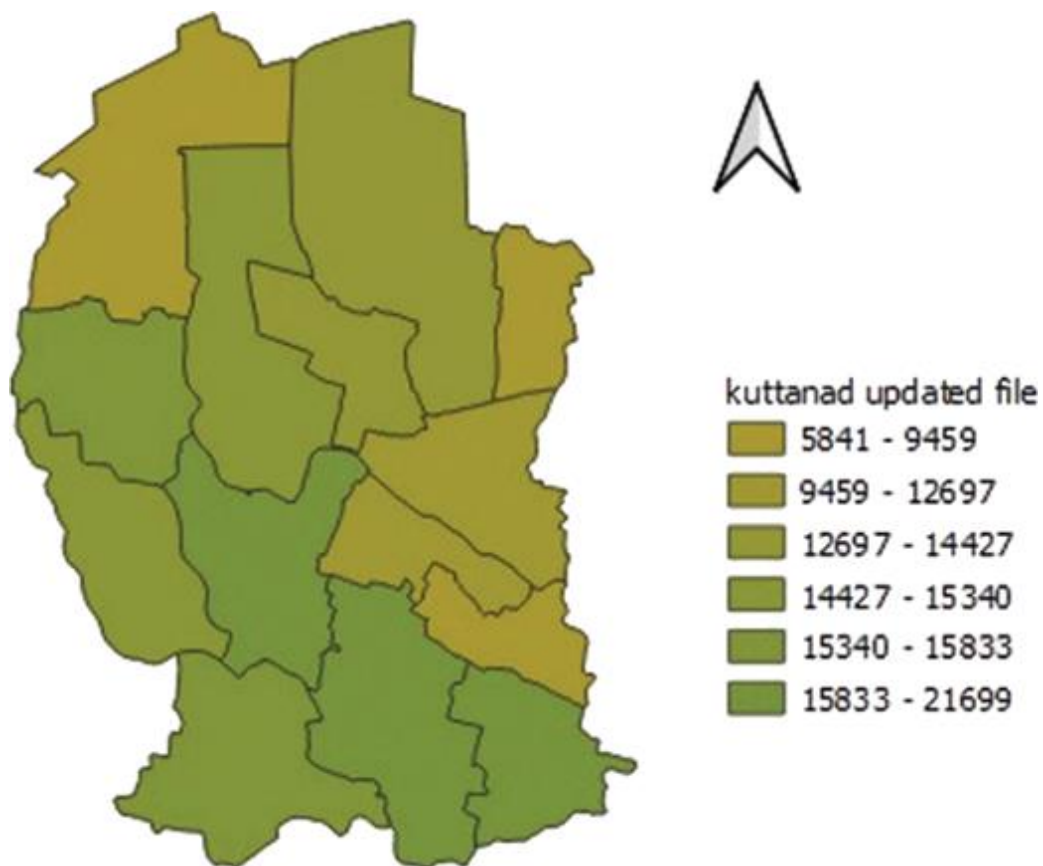 kuttanad updated file
5841 - 9459
9459 - 12697
12697 - 14427
14427 - 15340
15340 - 15833
15833 - 21699